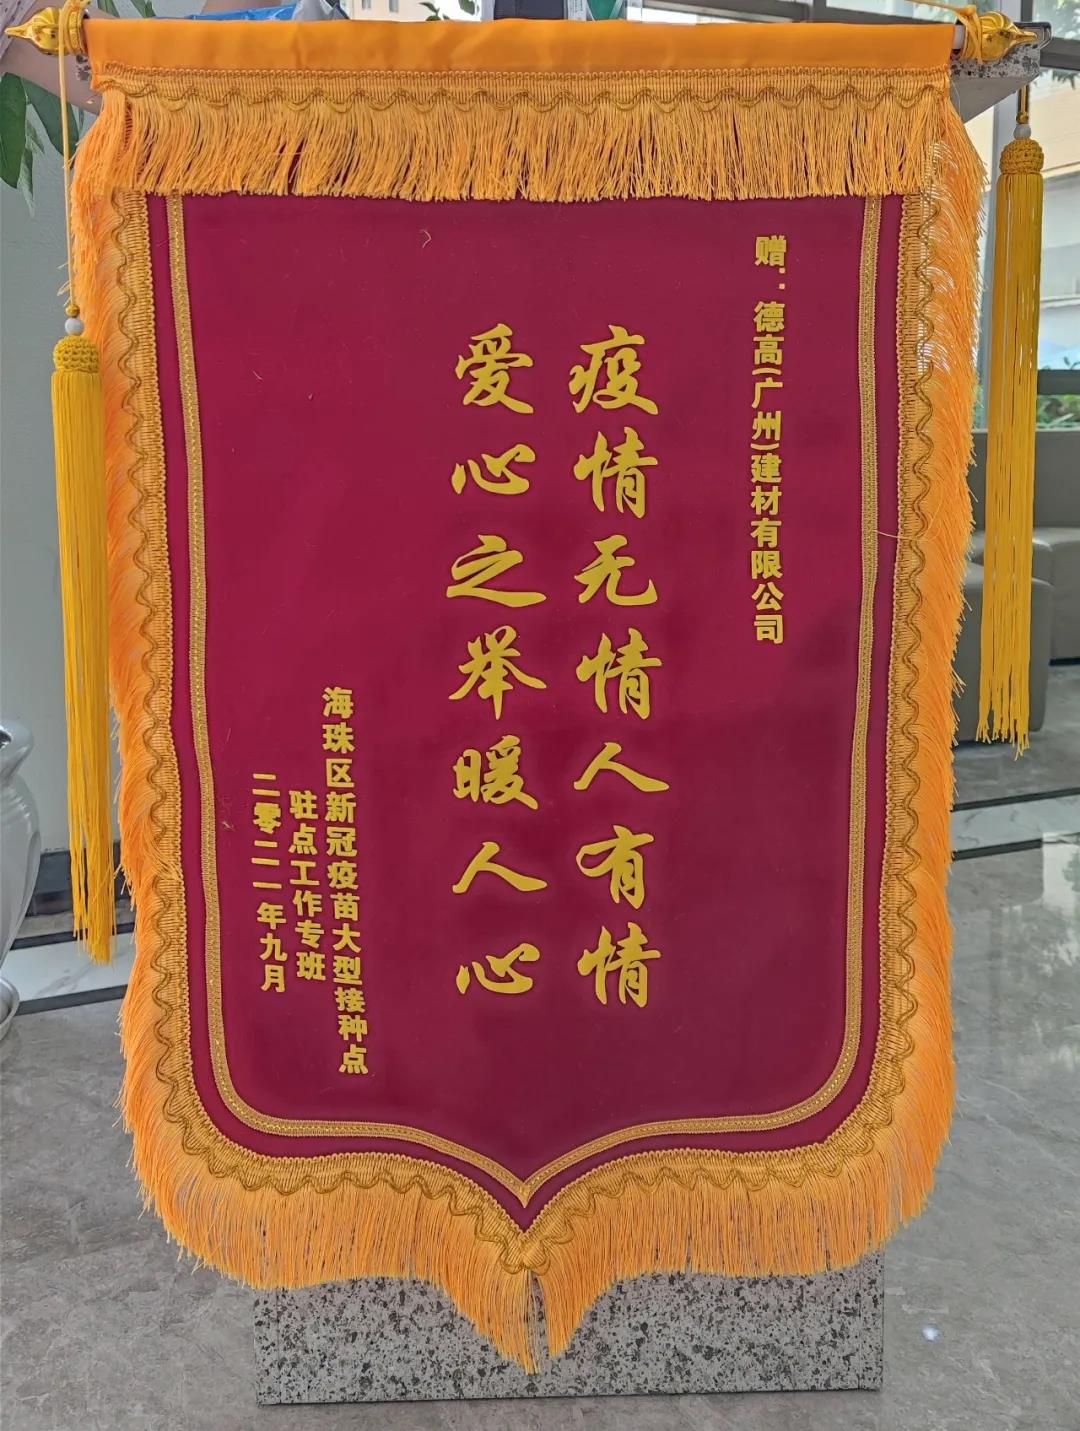 赠：德高(广州)建材有限公司
疫情无情人有情
爱心之举暖人心
海珠区新冠疫苗大型接种点
驻点工作专班
二零二一年九月